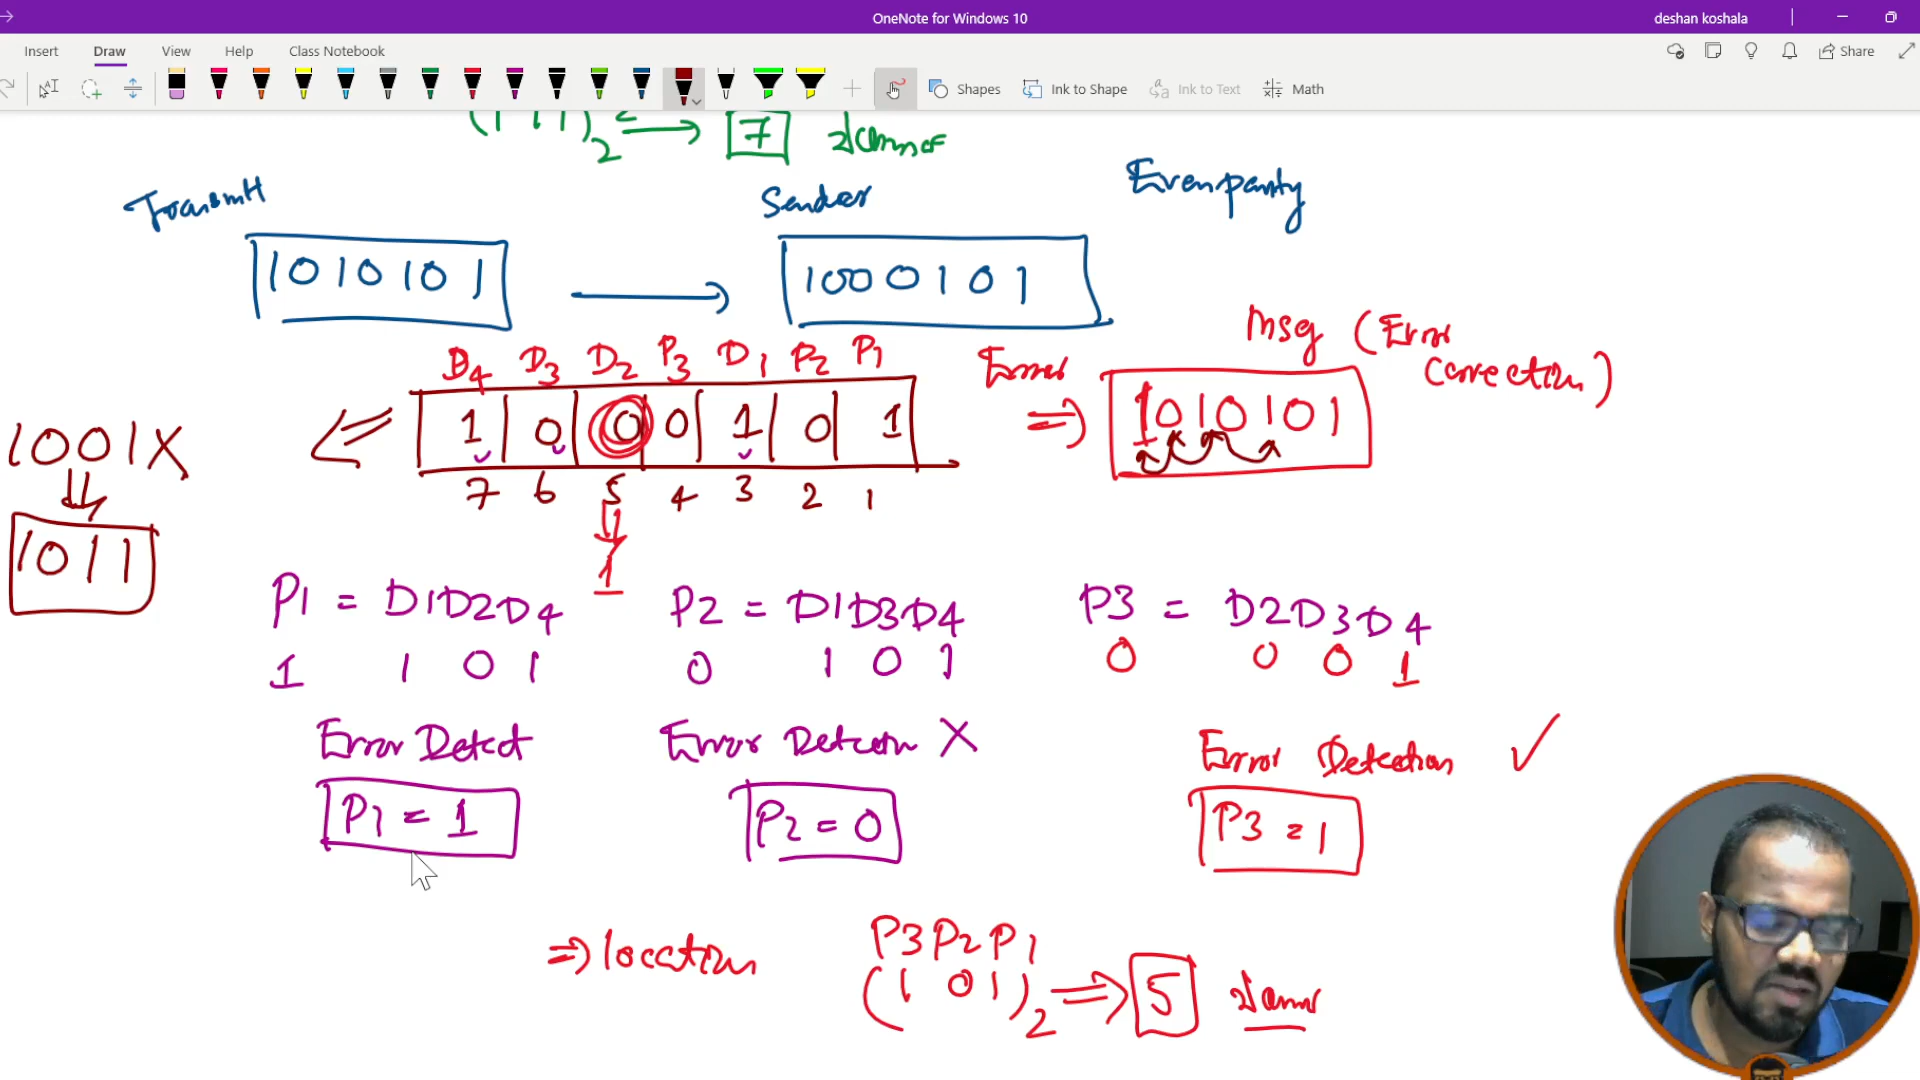 OneNote for Windows 10
deshan koshala
Insert Draw View Help Class Notebook
Share
Shapes Ink to Shape Ink to Text Math
(1 1 1)2 → 7
Transmit Sender Even parity
1010101 → 1000101
Msg (Error
Correction)
D4 D3 D2 P3 D1 P2 P1 Error
1001X ⇐ 1 0 0 0 1 0 1 ⇒ 1010101
7 6 5 4 3 2 1
1011 1
P1 = D1D2D4 P2 = D1D3D4 P3 = D2D3D4
1 1 0 1 0 1 0 1 0 0 0 1
Error Detect Error Detection X Error Detection ✓
P1 = 1 P2 = 0 P3 = 1
⇒ location P3P2P1
(1 0 1)2 ⇒ 5